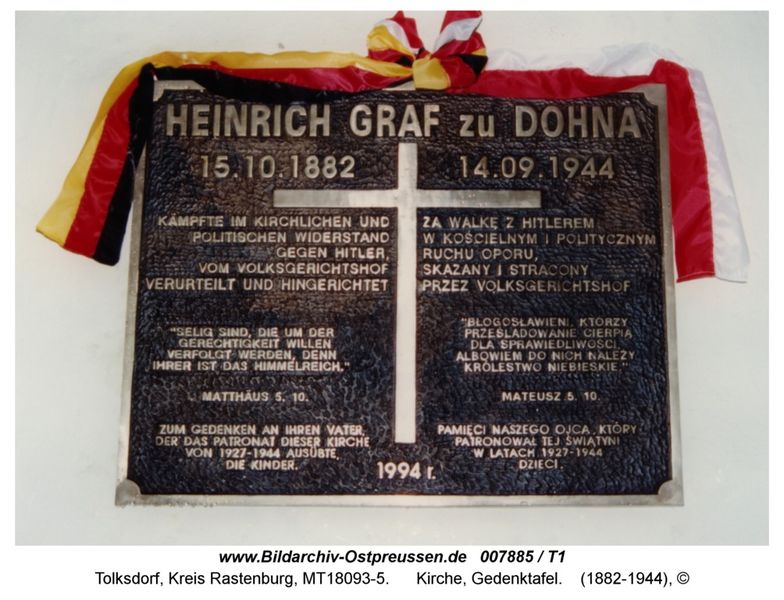 HEINRICH GRAF zu DOHNA
15.10.1882
14.09.1944
KÄMPFTE IM KIRCHLICHEN UND
POLITISCHEN WIDERSTAND
GEGEN HITLER,
VOM VOLKSGERICHTSHOF
VERURTEILT UND HINGERICHTET
"SELIG SIND, DIE UM DER
GERECHTIGKEIT WILLEN
VERFOLGT WERDEN, DENN
IHRER IST DAS HIMMELREICH."
MATTHÄUS 5. 10.
ZUM GEDENKEN AN IHREN VATER,
DER DAS PATRONAT DIESER KIRCHE
VON 1927-1944 AUSÜBTE,
DIE KINDER.
ZA WALKĘ Z HITLEREM
W KOŚCIELNYM I POLITYCZNYM
RUCHU OPORU,
SKAZANY I STRACONY
PRZEZ VOLKSGERICHTSHOF
"BŁOGOSŁAWIENI, KTÓRZY
PRZEŚLADOWANIE CIERPIĄ
DLA SPRAWIEDLIWOŚCI
ALBOWIEM DO NICH NALEŻY
KRÓLESTWO NIEBIESKIE."
MATEUSZ 5. 10.
PAMIĘCI NASZEGO OJCA, KTÓRY
PATRONOWAŁ TEJ ŚWIĄTYNI
W LATACH 1927-1944
DZIECI.
1994 r.
www.Bildarchiv-Ostpreussen.de 007885 / T1
Tolksdorf, Kreis Rastenburg, MT18093-5. Kirche, Gedenktafel. (1882-1944), ©